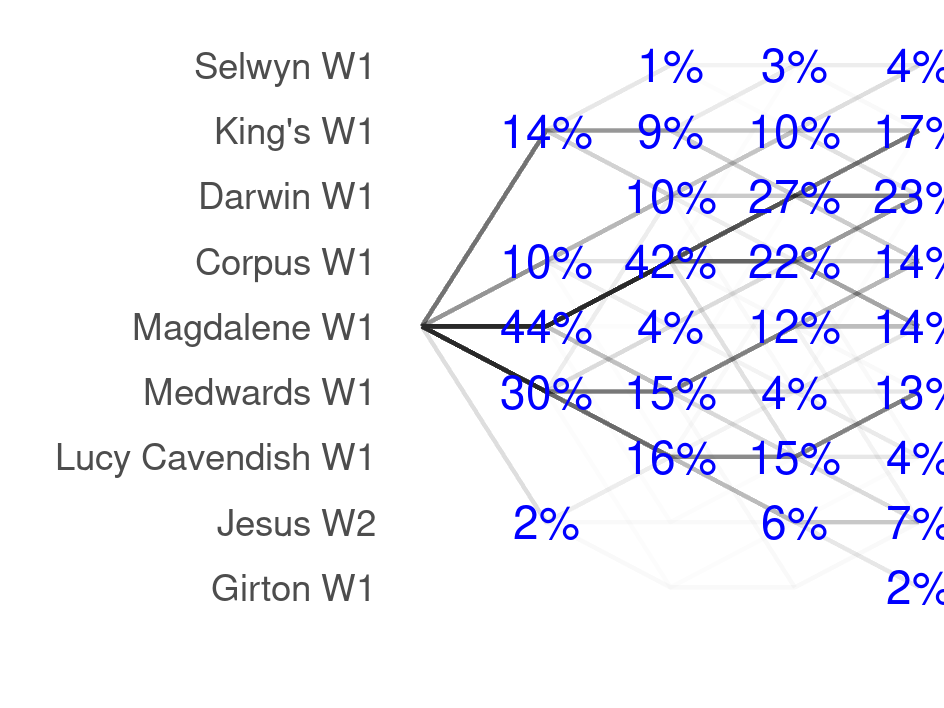 Selwyn W1 1% 3% 4%
King's W1 14% 9% 10% 17%
Darwin W1 10% 27% 23%
Corpus W1 10% 42% 22% 14%
Magdalene W1 44% 4% 12% 14%
Medwards W1 30% 15% 4% 13%
Lucy Cavendish W1 16% 15% 4%
Jesus W2 2% 6% 7%
Girton W1 2%